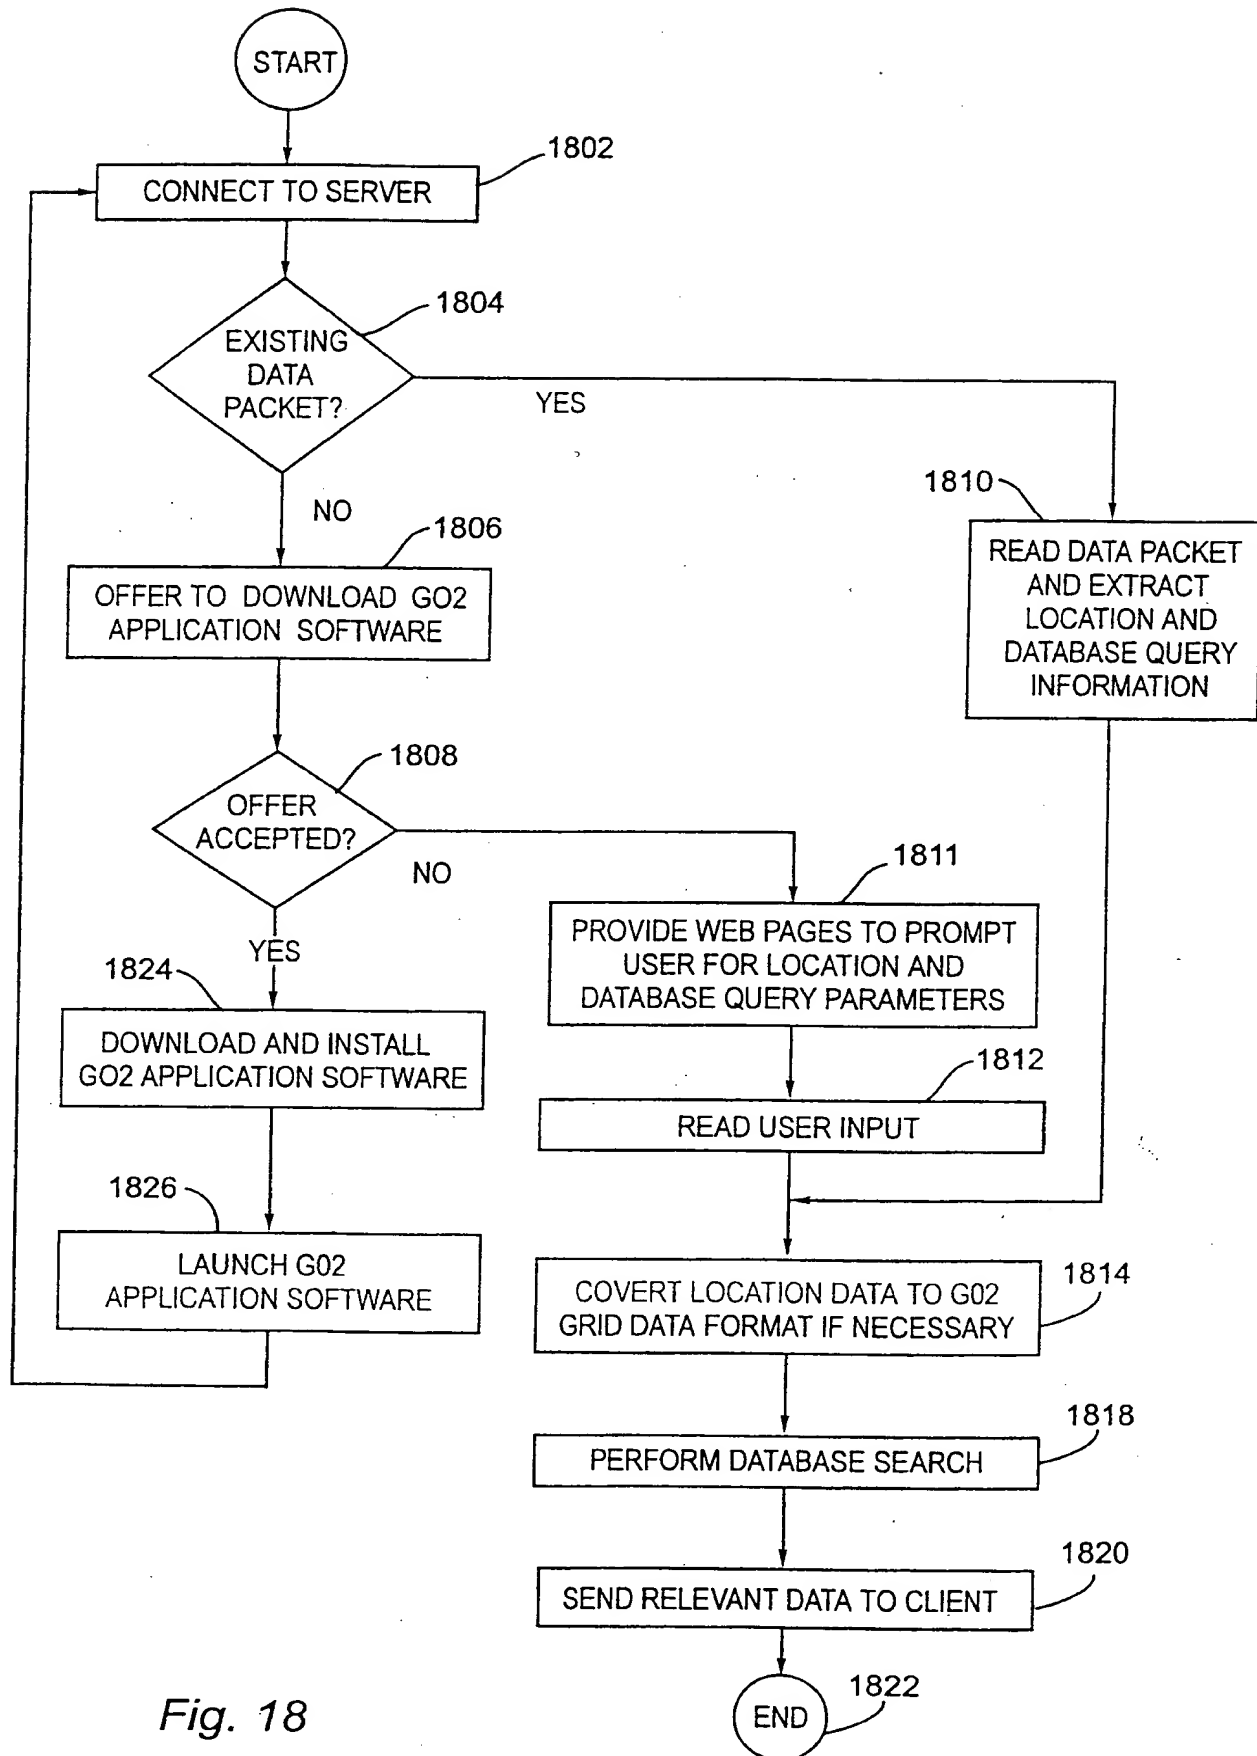 START
1802
CONNECT TO SERVER
1804
EXISTING
DATA
PACKET?
YES
NO
1810
READ DATA PACKET
AND EXTRACT
LOCATION AND
DATABASE QUERY
INFORMATION
1806
OFFER TO DOWNLOAD GO2
APPLICATION SOFTWARE
1808
OFFER
ACCEPTED?
NO
YES
1811
PROVIDE WEB PAGES TO PROMPT
USER FOR LOCATION AND
DATABASE QUERY PARAMETERS
1824
DOWNLOAD AND INSTALL
GO2 APPLICATION SOFTWARE
1812
READ USER INPUT
1826
LAUNCH G02
APPLICATION SOFTWARE
1814
COVERT LOCATION DATA TO G02
GRID DATA FORMAT IF NECESSARY
1818
PERFORM DATABASE SEARCH
1820
SEND RELEVANT DATA TO CLIENT
1822
END
Fig. 18